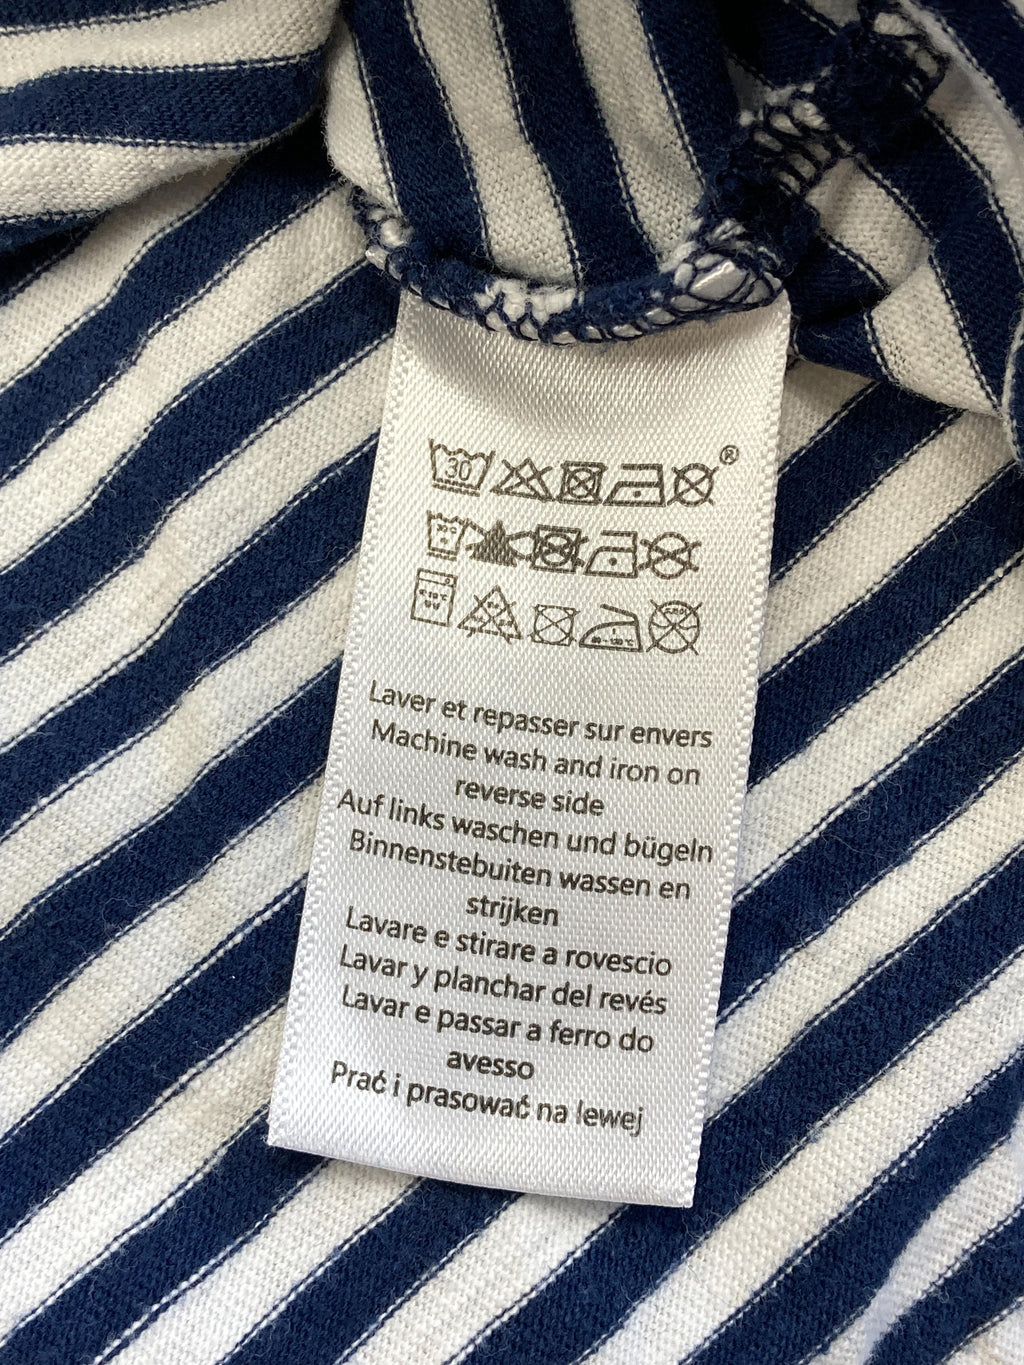 30
®
Laver et repasser sur envers
Machine wash and iron on
reverse side
Auf links waschen und bügeln
Binnenstebuiten wassen en
strijken
Lavare e stirare a rovescio
Lavar y planchar del revés
Lavar e passar a ferro do
avesso
Prać i prasować na lewej